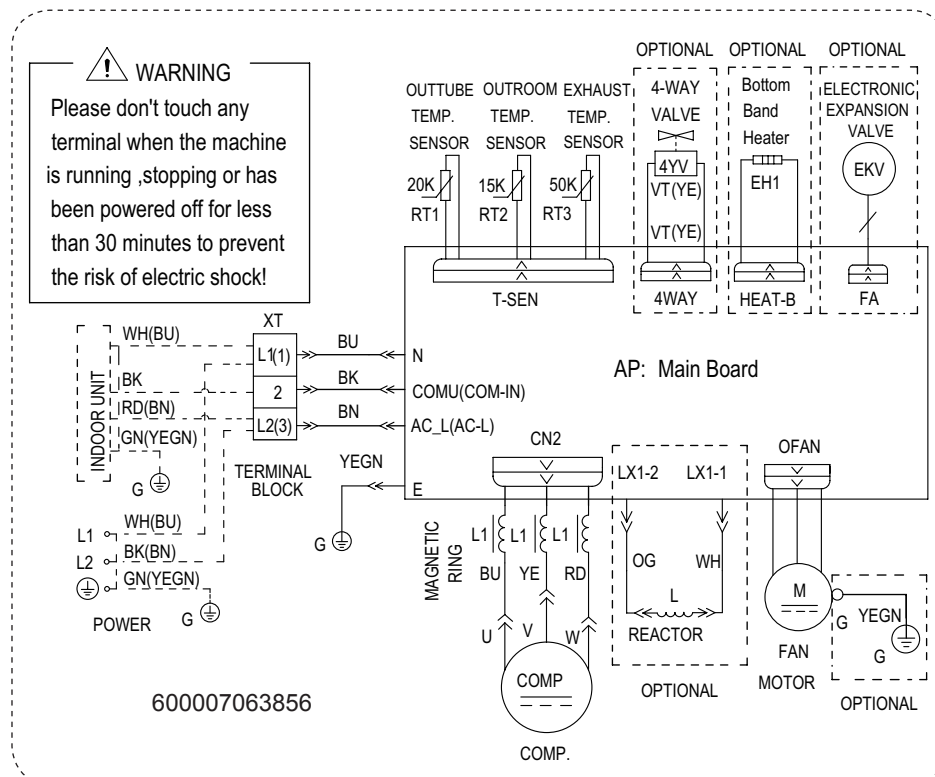 WARNING
Please don't touch any
terminal when the machine
is running ,stopping or has
been powered off for less
than 30 minutes to prevent
the risk of electric shock!
OUTTUBE
TEMP.
SENSOR
20K
RT1
OUTROOM
TEMP.
SENSOR
15K
RT2
EXHAUST
TEMP.
SENSOR
50K
RT3
T-SEN
OPTIONAL
4-WAY
VALVE
4YV
VT(YE)
VT(YE)
4WAY
OPTIONAL
Bottom
Band
Heater
EH1
HEAT-B
OPTIONAL
ELECTRONIC
EXPANSION
VALVE
EKV
FA
INDOOR UNIT
WH(BU)
BK
RD(BN)
GN(YEGN)
G
XT
L1(1)
2
L2(3)
TERMINAL
BLOCK
BU
BK
BN
YEGN
G
N
COMU(COM-IN)
AC_L(AC-L)
E
AP: Main Board
L1
L2
WH(BU)
BK(BN)
GN(YEGN)
G
POWER
CN2
MAGNETIC
RING
L1
L1
L1
BU
YE
RD
U
V
W
COMP
COMP.
LX1-2
LX1-1
OG
WH
L
REACTOR
OPTIONAL
OFAN
M
FAN
MOTOR
G
YEGN
G
OPTIONAL
600007063856